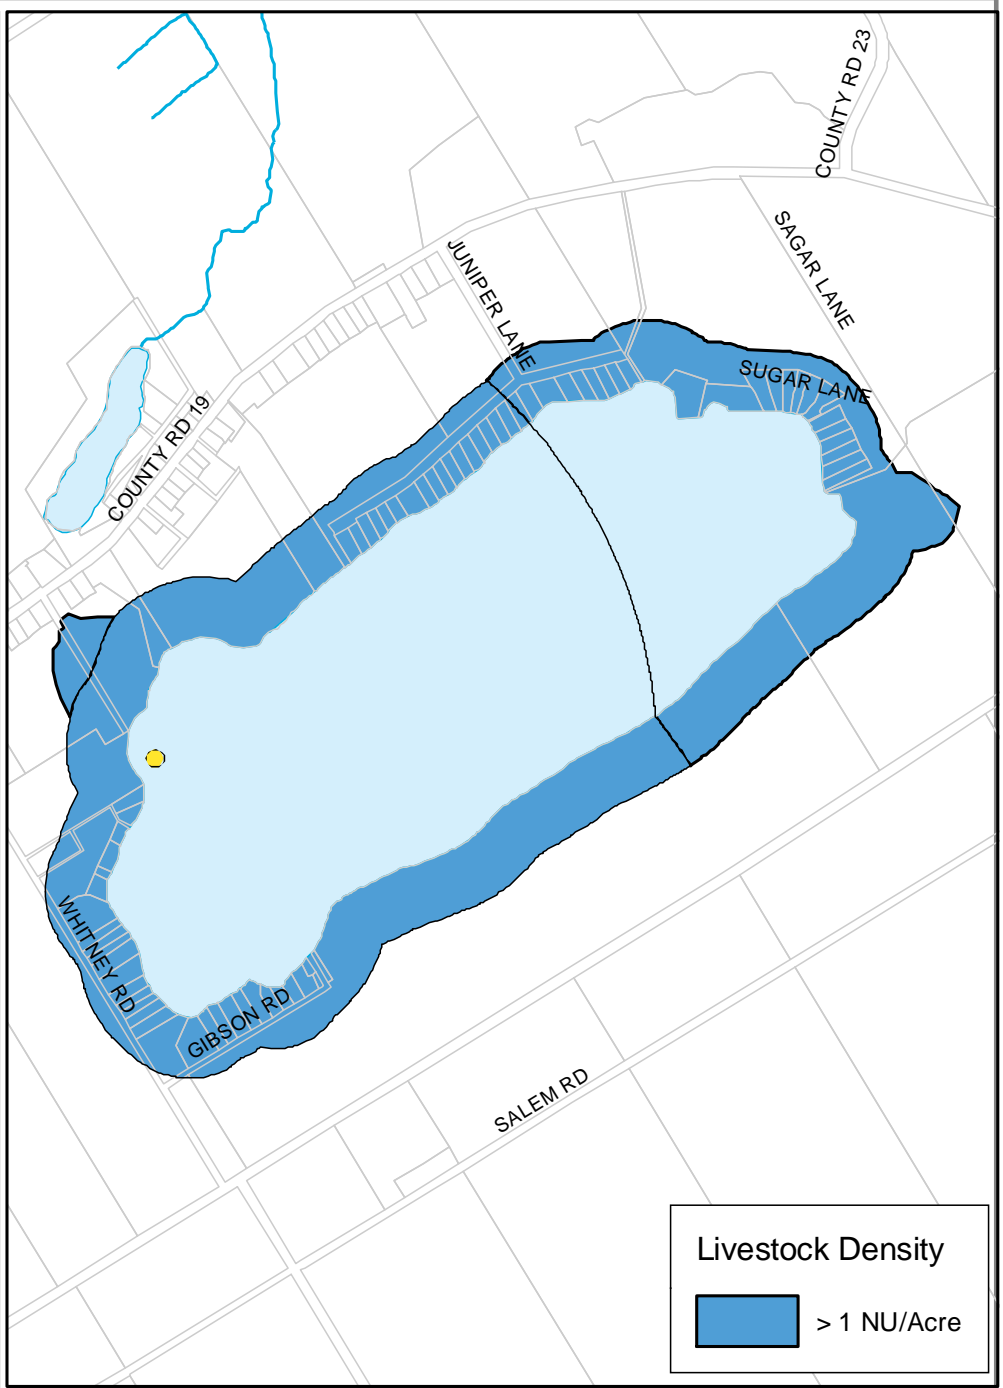 COUNTY RD 23
SAGAR LANE
JUNIPER LANE
SUGAR LANE
COUNTY RD 19
WHITNEY RD
GIBSON RD
SALEM RD
Livestock Density
> 1 NU/Acre